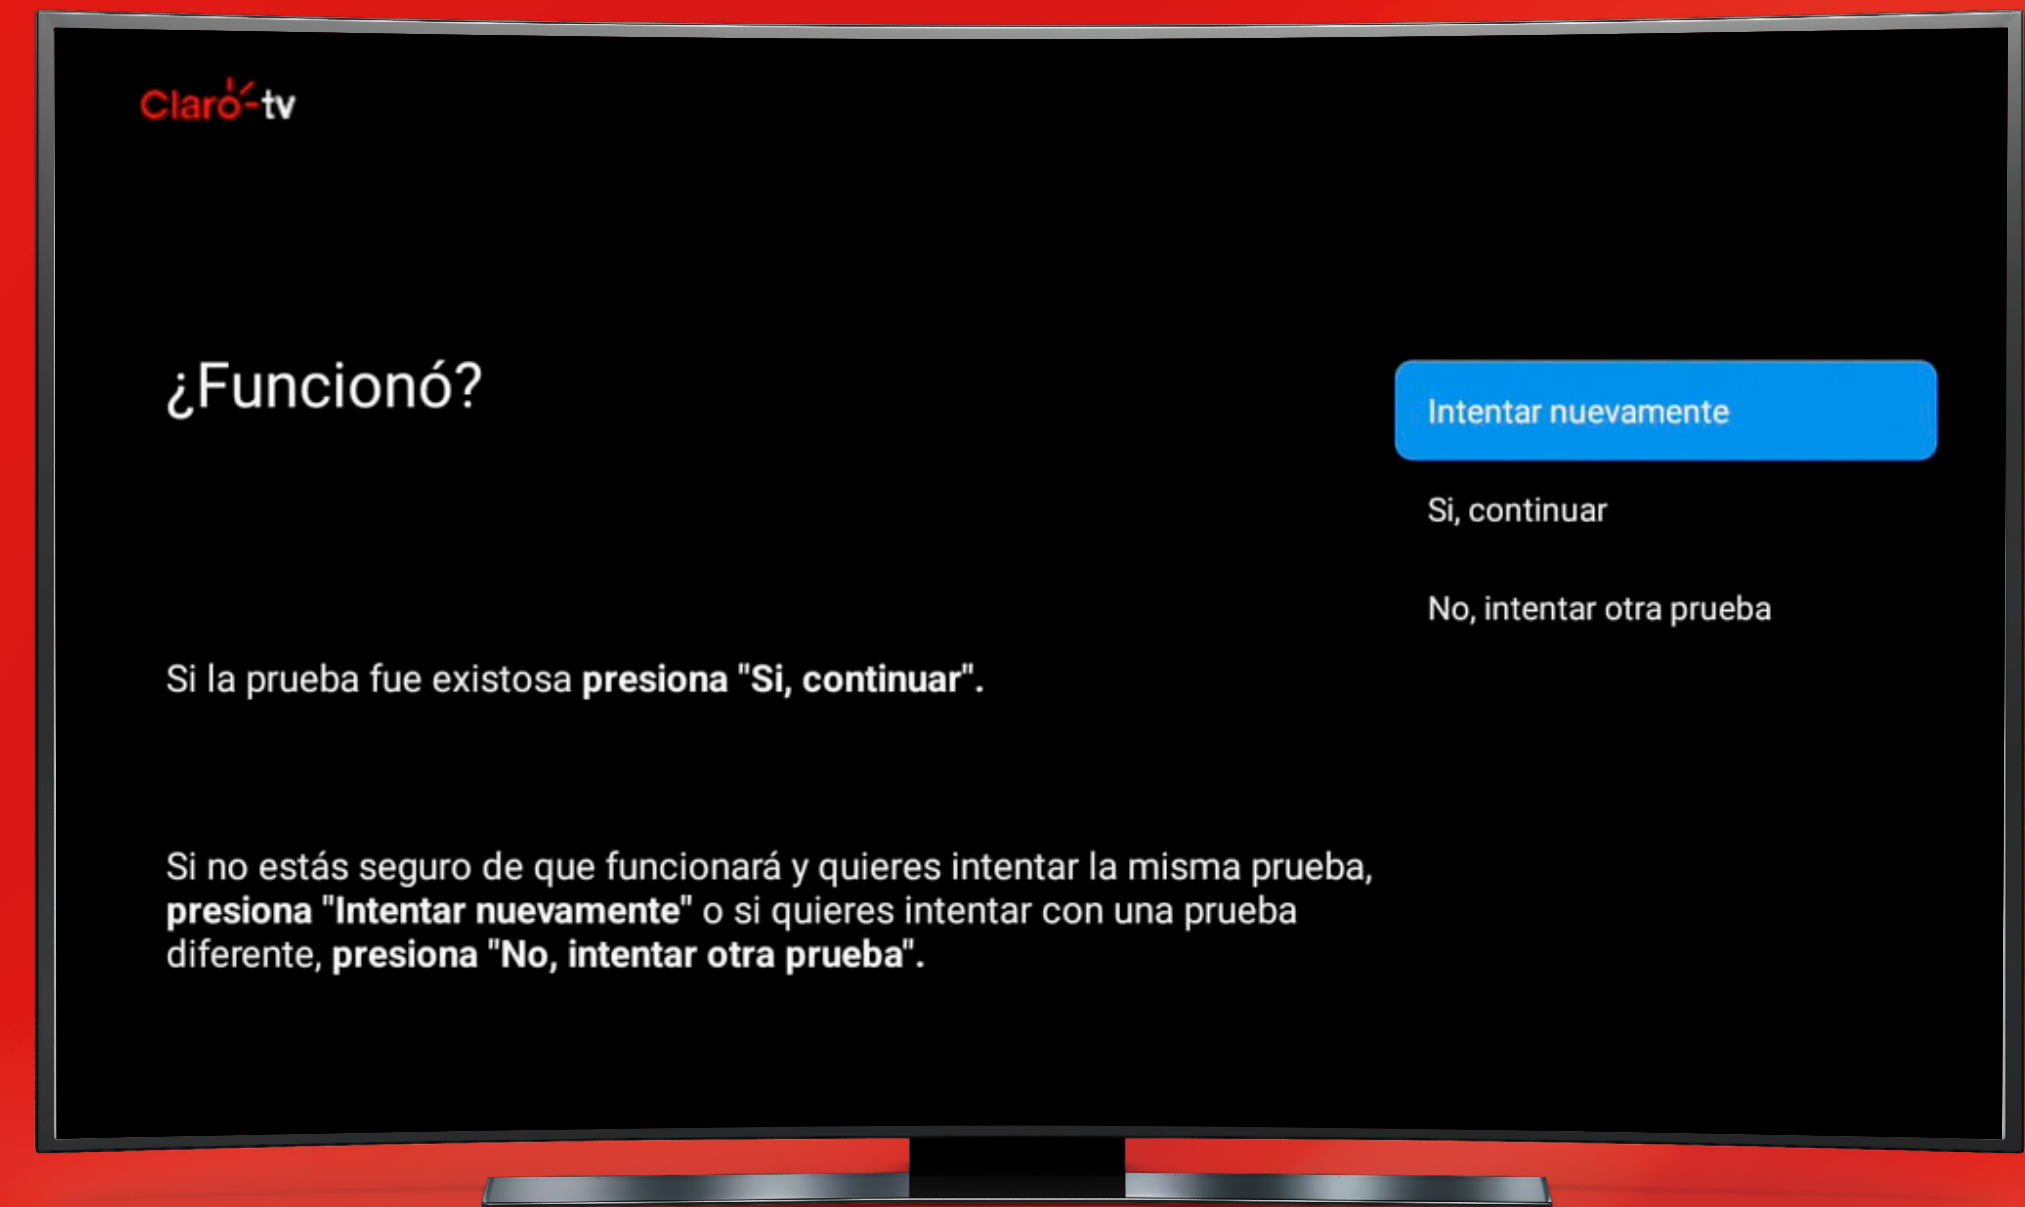 Claro-tv
¿Funcionó?
Intentar nuevamente
Si, continuar
No, intentar otra prueba
Si la prueba fue existosa presiona "Si, continuar".
Si no estás seguro de que funcionará y quieres intentar la misma prueba,
presiona "Intentar nuevamente" o si quieres intentar con una prueba
diferente, presiona "No, intentar otra prueba".